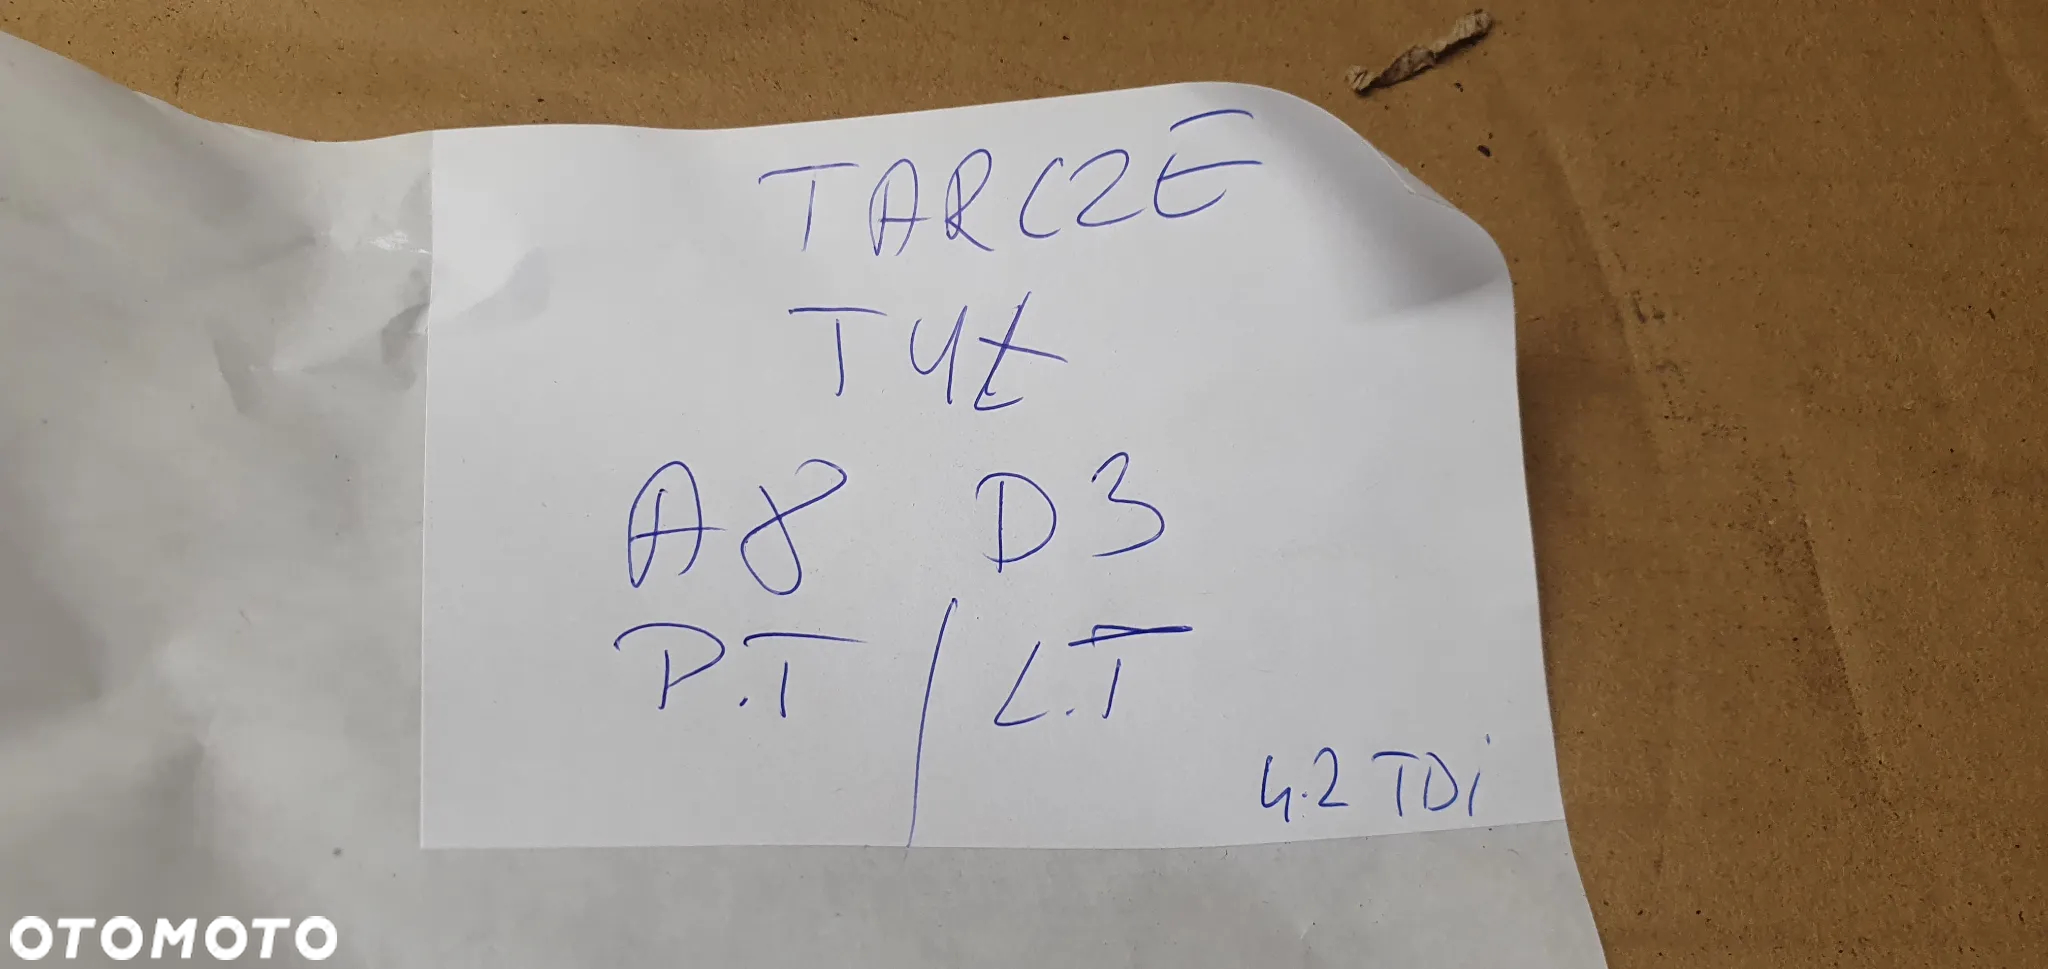 TARCZE
TYŁ
A8 D3
P.T / L.T
4.2 TDi
OTOMOTO